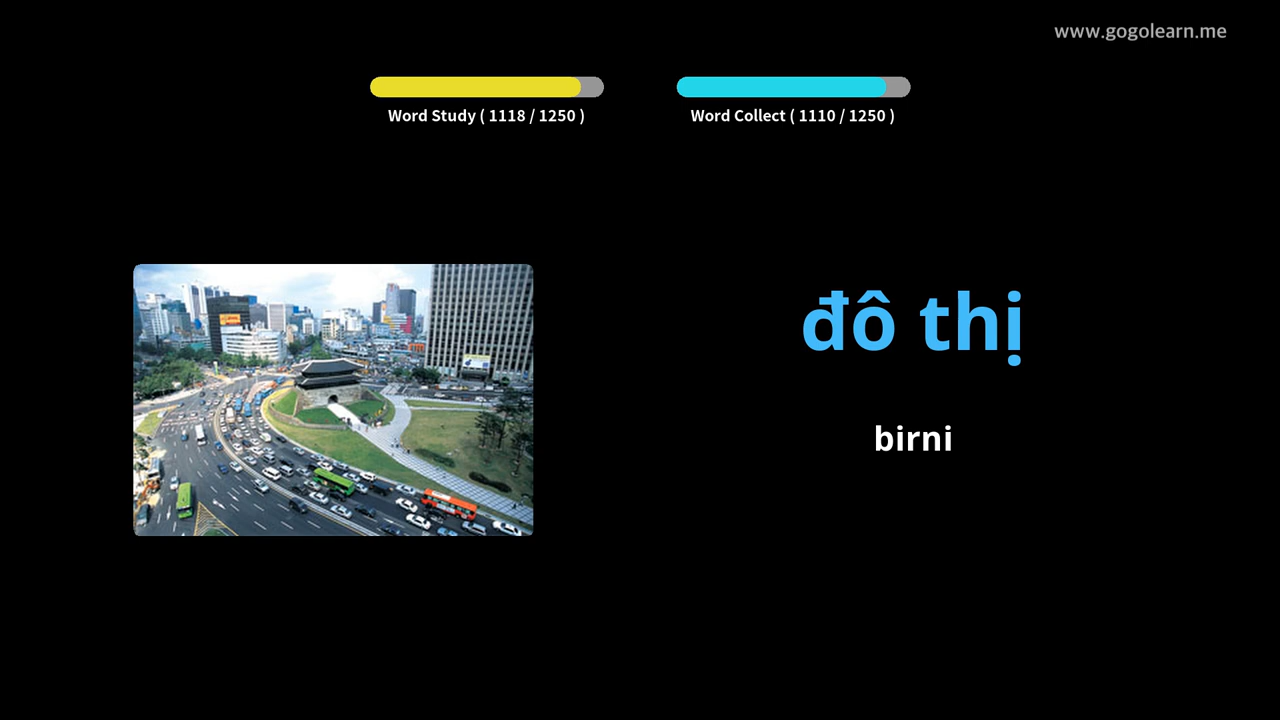 www.gogolearn.me
Word Study ( 1118 / 1250 )
Word Collect ( 1110 / 1250 )
đô thị
birni